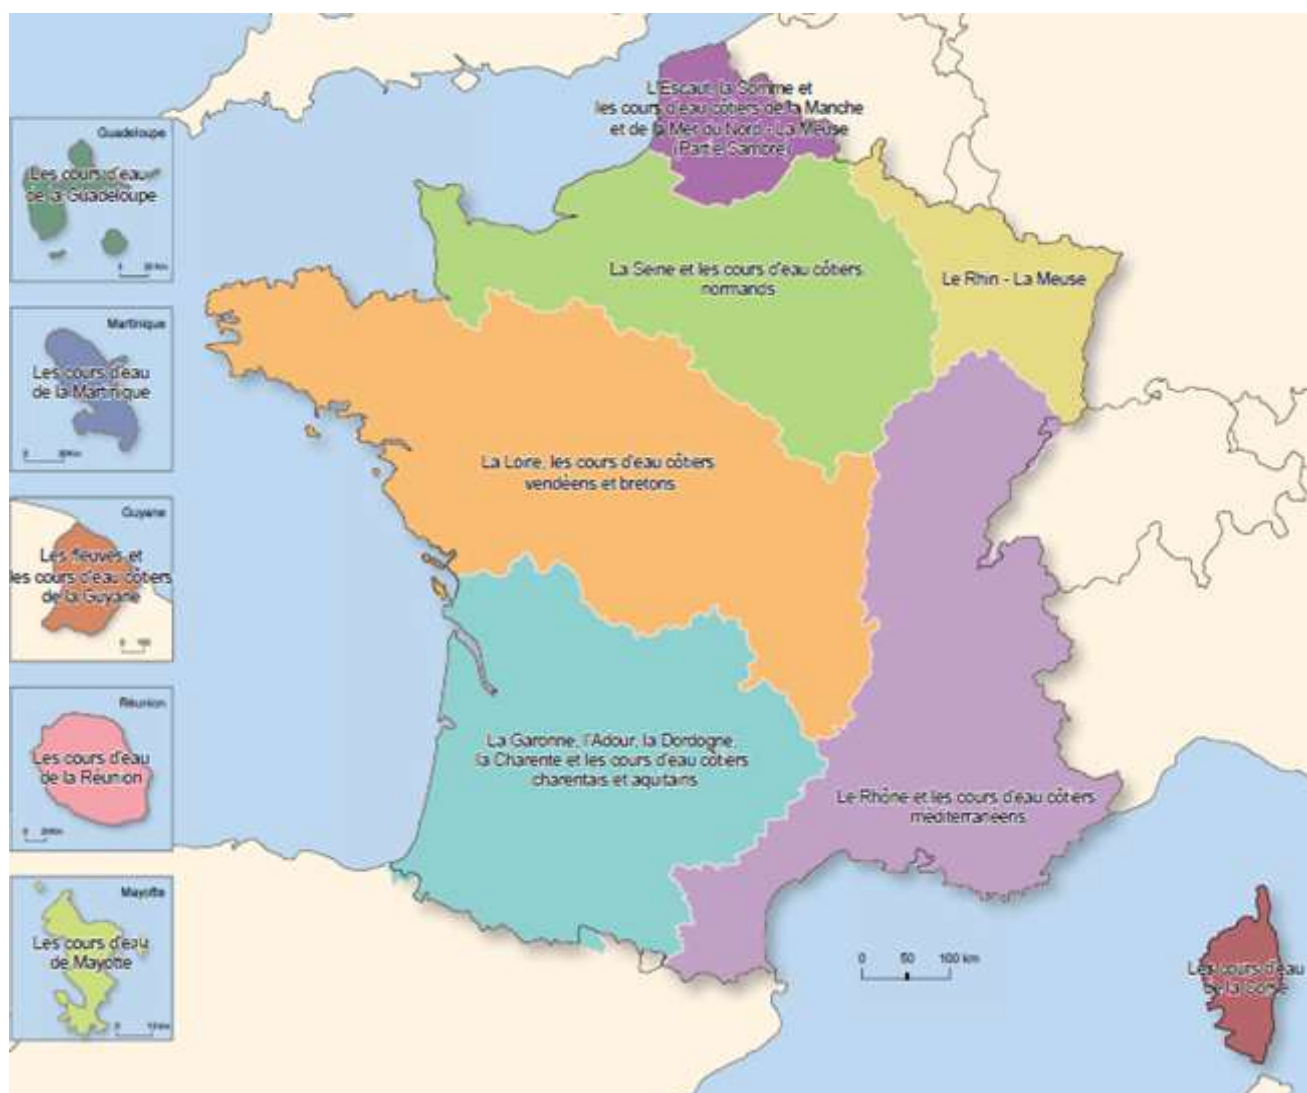 L'Escaut, la Somme et
les cours d'eau côtiers de la Manche
et de la Mer du Nord - La Meuse
(Partie Sambre)
La Seine et les cours d'eau côtiers
normands
Le Rhin - La Meuse
La Loire, les cours d'eau côtiers
vendéens et bretons
La Garonne, l'Adour, la Dordogne,
la Charente et les cours d'eau côtiers
charentais et aquitains
Le Rhône et les cours d'eau côtiers
méditerranéens
0 50 100 km
Les cours d'eau
de la Corse
Guadeloupe
Les cours d'eau
de la Guadeloupe
Martinique
Les cours d'eau
de la Martinique
Guyane
Les fleuves et
les cours d'eau côtiers
de la Guyane
0 100
Réunion
Les cours d'eau
de la Réunion
Mayotte
Les cours d'eau
de Mayotte